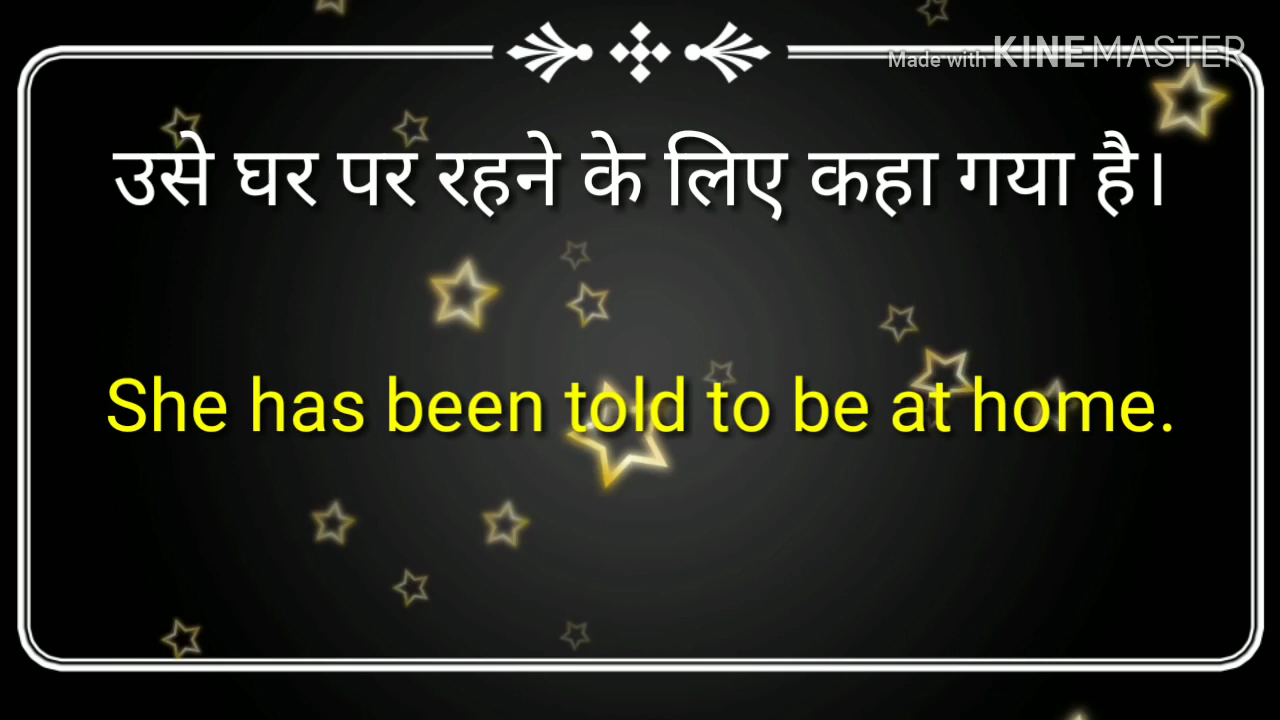 Made with KINEMASTER
उसे घर पर रहने के लिए कहा गया है।
She has been told to be at home.